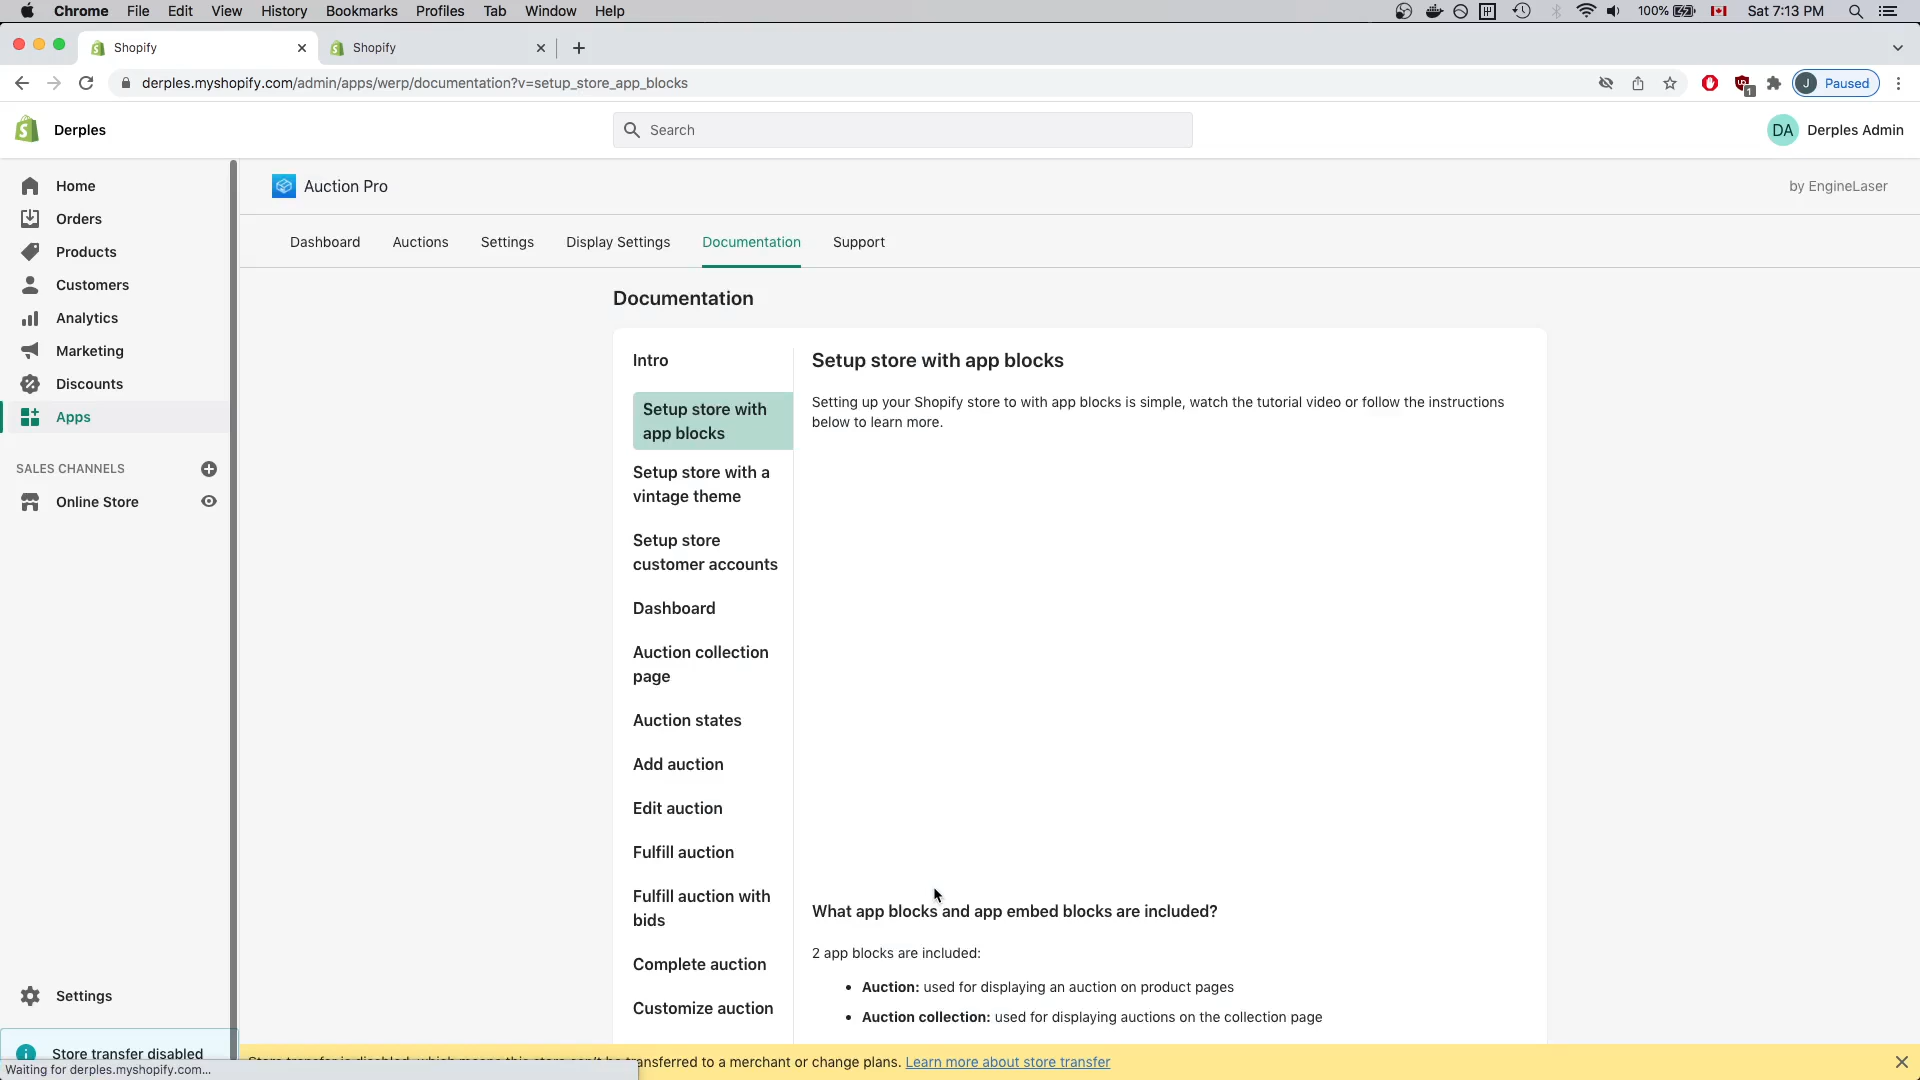 Chrome File Edit View History Bookmarks Profiles Tab Window Help 100% Sat 7:13 PM
Shopify Shopify
derples.myshopify.com/admin/apps/werp/documentation?v=setup_store_app_blocks 1 J Paused
Derples Search DA Derples Admin
Home
Orders
Products
Customers
Analytics
Marketing
Discounts
Apps
SALES CHANNELS
Online Store
Settings
Store transfer disabled
Waiting for derples.myshopify.com...
Auction Pro by EngineLaser
Dashboard Auctions Settings Display Settings Documentation Support
Documentation
Intro
Setup store with
app blocks
Setup store with a
vintage theme
Setup store
customer accounts
Dashboard
Auction collection
page
Auction states
Add auction
Edit auction
Fulfill auction
Fulfill auction with
bids
Complete auction
Customize auction
Setup store with app blocks
Setting up your Shopify store to with app blocks is simple, watch the tutorial video or follow the instructions
below to learn more.
What app blocks and app embed blocks are included?
2 app blocks are included:
• Auction: used for displaying an auction on product pages
• Auction collection: used for displaying auctions on the collection page
ansferred to a merchant or change plans. Learn more about store transfer